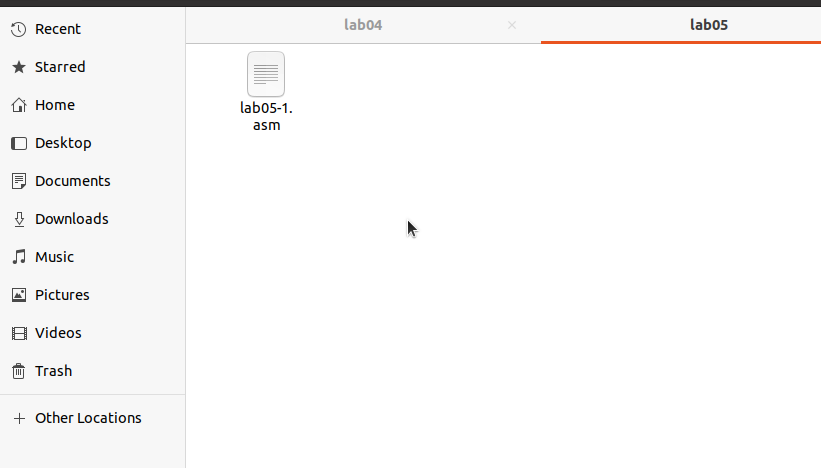 Recent
Starred
Home
Desktop
Documents
Downloads
Music
Pictures
Videos
Trash
Other Locations
lab04
lab05
lab05-1.
asm